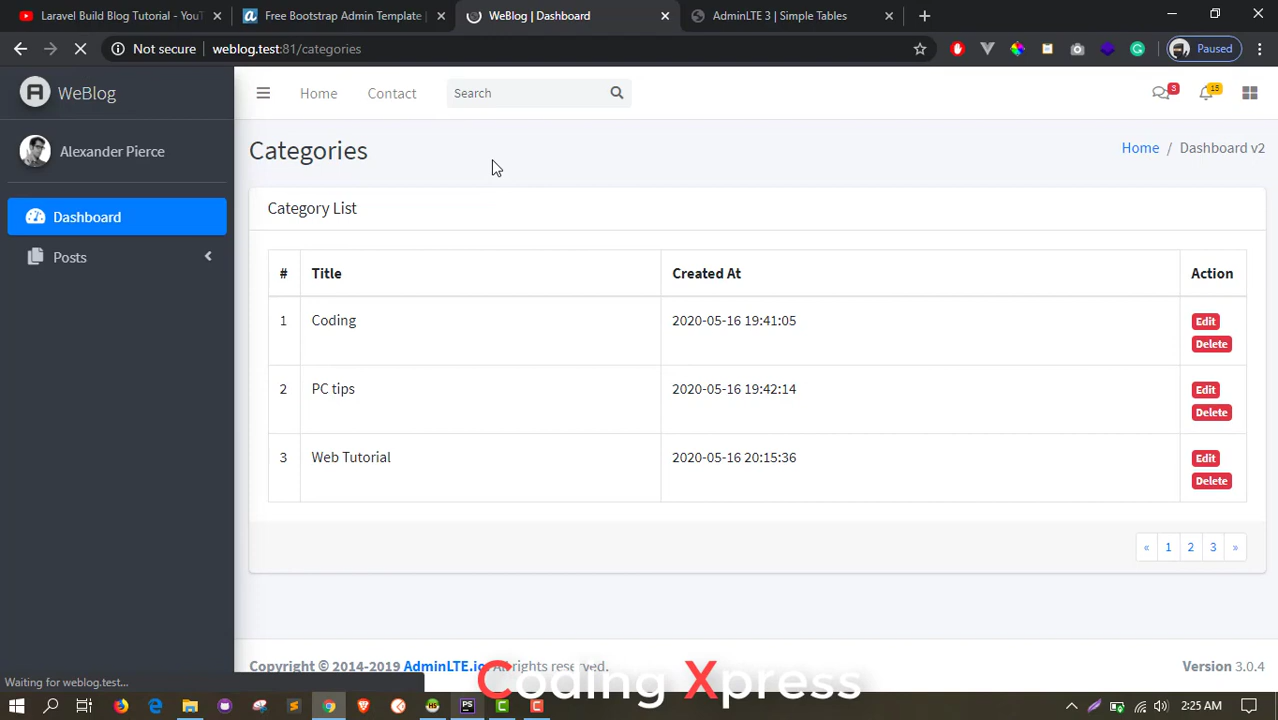 Laravel Build Blog Tutorial - YouT
Free Bootstrap Admin Template
WeBlog | Dashboard
AdminLTE 3 | Simple Tables
Not secure
weblog.test:81/categories
Paused
WeBlog
Home
Contact
Search
3
15
Alexander Pierce
Categories
Home / Dashboard v2
Dashboard
Posts
Category List
# Title Created At Action
1 Coding 2020-05-16 19:41:05 Edit
Delete
2 PC tips 2020-05-16 19:42:14 Edit
Delete
3 Web Tutorial 2020-05-16 20:15:36 Edit
Delete
« 1 2 3 »
Copyright © 2014-2019 AdminLTE.io. All rights reserved.
Version 3.0.4
Coding Xpress
Waiting for weblog.test...
2:25 AM